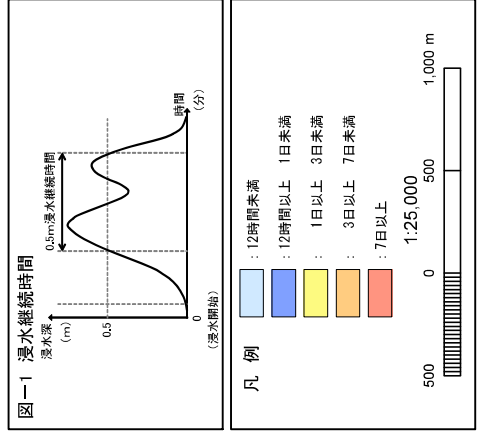 図ー1 浸水継続時間
浸水深
(m)
0.5m浸水継続時間
0.5
0
(浸水開始)
時間
(分)
凡 例
: 12時間未満
: 12時間以上 1日未満
: 1日以上 3日未満
: 3日以上 7日未満
: 7日以上
1:25,000
500 0 500 1,000 m